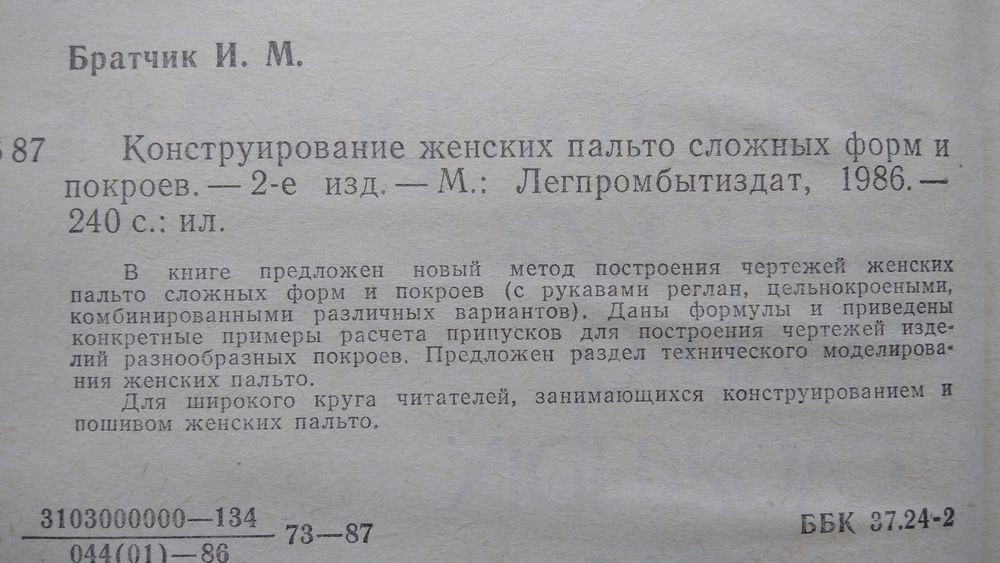 Братчик И. М.
87 Конструирование женских пальто сложных форм и
покроев. — 2-е изд. — М.: Легпромбытиздат, 1986. —
240 с.: ил.
В книге предложен новый метод построения чертежей женских
пальто сложных форм и покроев (с рукавами реглан, цельнокроеными,
комбинированными различных вариантов). Даны формулы и приведены
конкретные примеры расчета припусков для построения чертежей изде-
лий разнообразных покроев. Предложен раздел технического моделирова-
ния женских пальто.
Для широкого круга читателей, занимающихся конструированием и
пошивом женских пальто.
3103000000—134
044(01)—86
73—87
ББК 37.24-2